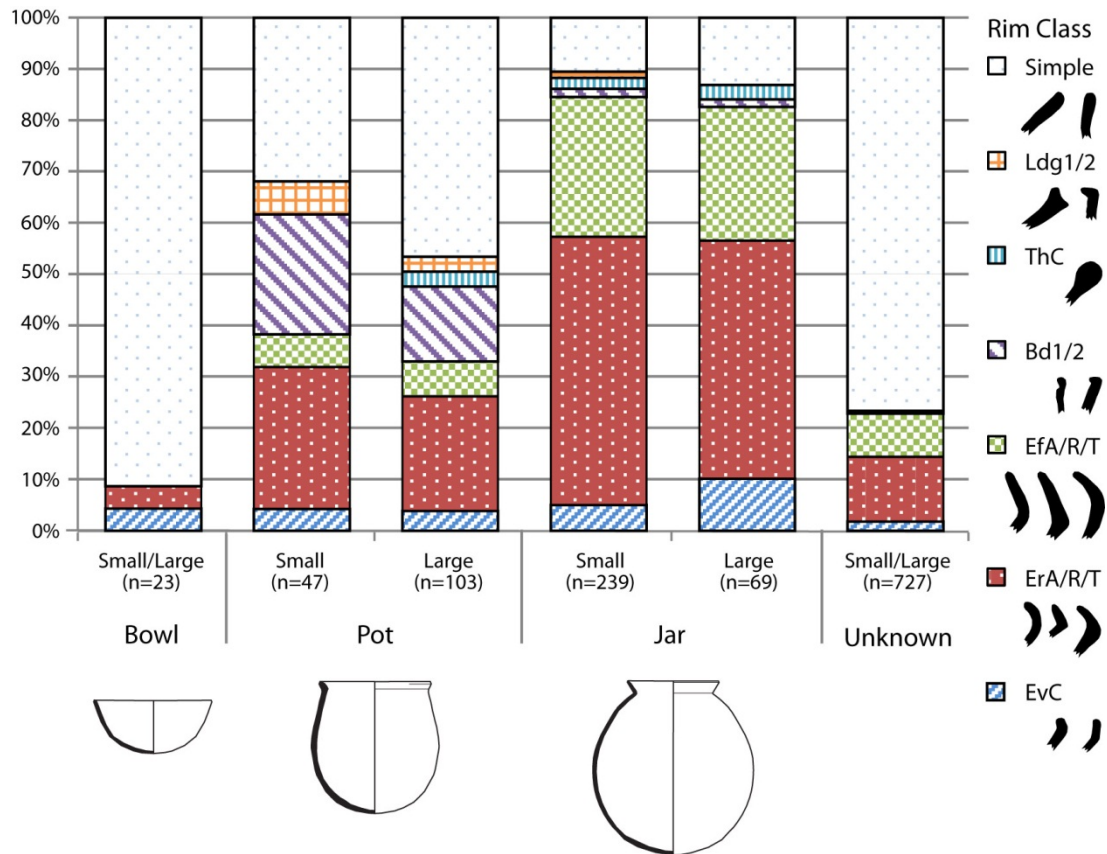 100%
90%
80%
70%
60%
50%
40%
30%
20%
10%
0%
Small/Large
(n=23)
Small
(n=47)
Large
(n=103)
Small
(n=239)
Large
(n=69)
Small/Large
(n=727)
Bowl
Pot
Jar
Unknown
Rim Class
Simple
Ldg1/2
ThC
Bd1/2
EfA/R/T
ErA/R/T
EvC